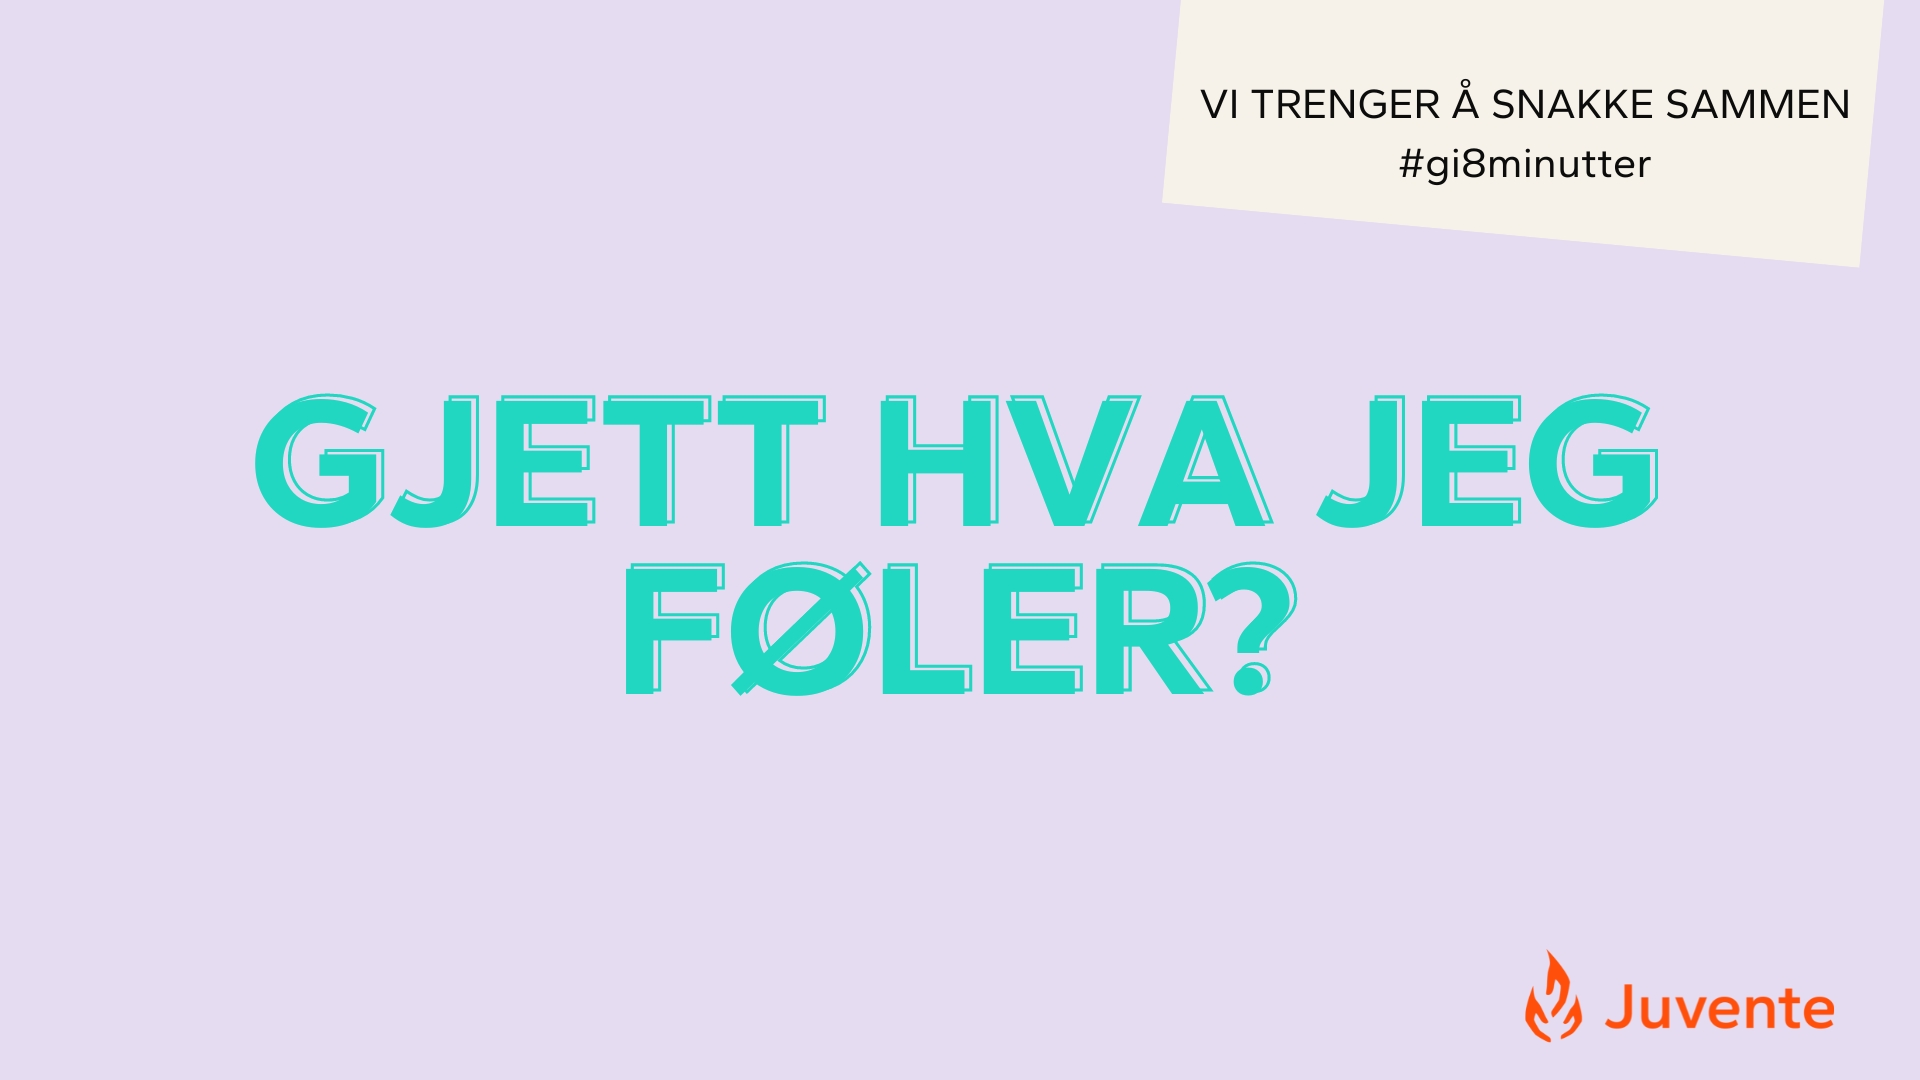 VI TRENGER Å SNAKKE SAMMEN
#gi8minutter
GJETT HVA JEG
FØLER?
Juvente